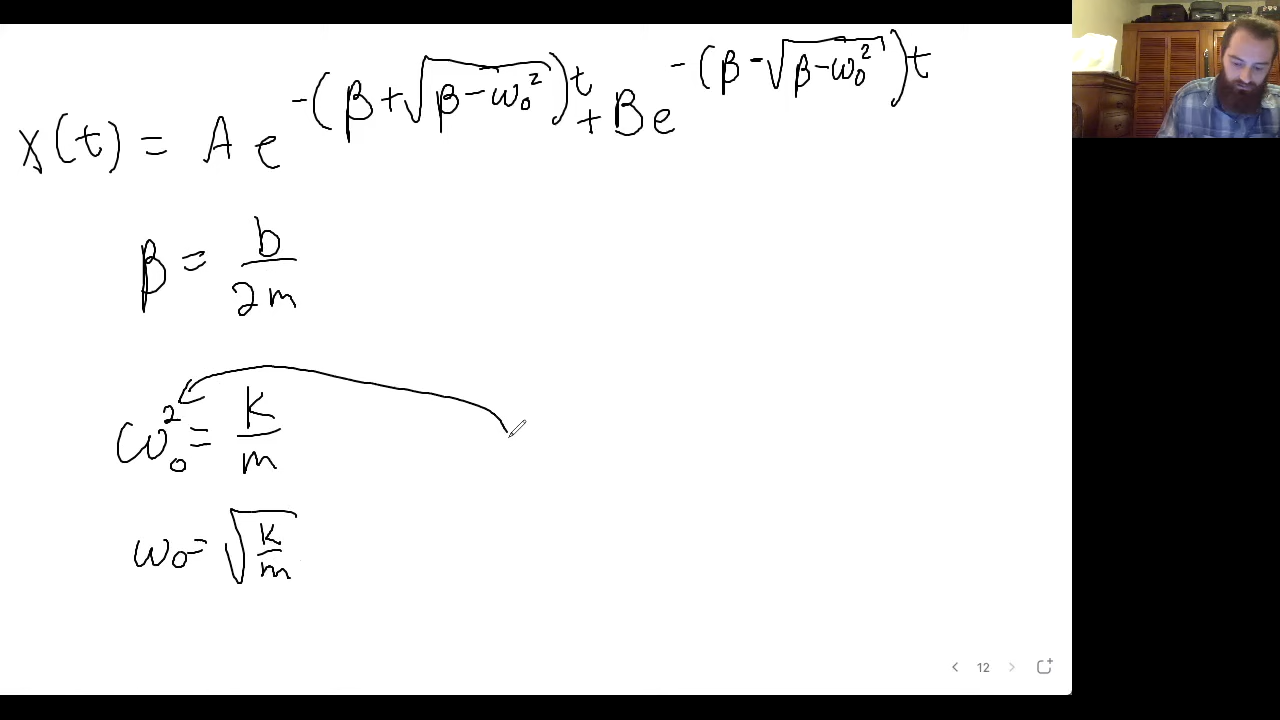 x(t) = A e^{-(β+√(β-ω₀²))t} + B e^{-(β-√(β-ω₀²))t}
β = b/2m
ω₀² = k/m
ω₀ = √(k/m)
12